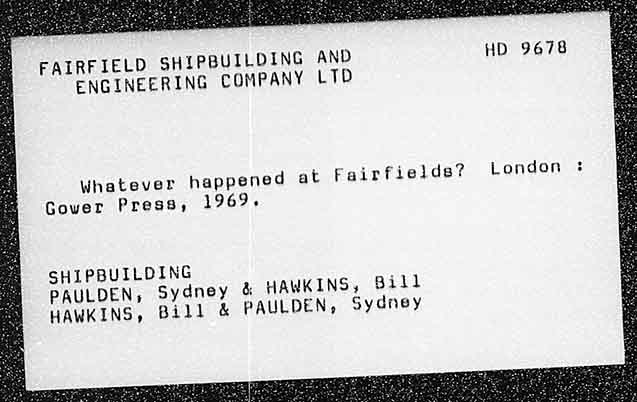 FAIRFIELD SHIPBUILDING AND HD 9678
ENGINEERING COMPANY LTD
Whatever happened at Fairfields? London :
Gower Press, 1969.
SHIPBUILDING
PAULDEN, Sydney & HAWKINS, Bill
HAWKINS, Bill & PAULDEN, Sydney